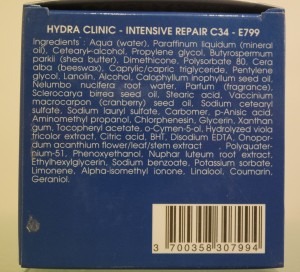 HYDRA CLINIC - INTENSIVE REPAIR C34 - E799
Ingredients : Aqua (water), Paraffinum liquidum (mineral
oil), Cetearyl-alcohol, Propylene glycol, Butyrospermum
parkii (shea butter), Dimethicone, Polysorbate 80, Cera
alba (beeswax), Caprylic/capric triglyceride, Pentylene
glycol, Lanolin, Alcohol, Calophyllum inophyllum seed oil,
Nelumbo nucifera root water, Parfum (fragrance),
Sclerocarya birrea seed oil, Stearic acid, Vaccinium
macrocarpon (cranberry) seed oil, Sodium cetearyl
sulfate, Sodium lauryl sulfate, Carbomer, p-Anisic acid,
Aminomethyl propanol, Chlorphenesin, Glycerin, Xanthan
gum, Tocopheryl acetate, o-Cymen-5-ol, Hydrolyzed viola
tricolor extract, Citric acid, BHT, Disodium EDTA, Onopor-
dum acanthium flower/leaf/stem extract , Polyquater-
nium-51, Phenoxyethanol, Nuphar luteum root extract,
Ethylhexylglycerin, Sodium benzoate, Potassium sorbate,
Limonene, Alpha-isomethyl ionone, Linalool, Coumarin,
Geraniol.
3 700358 307994